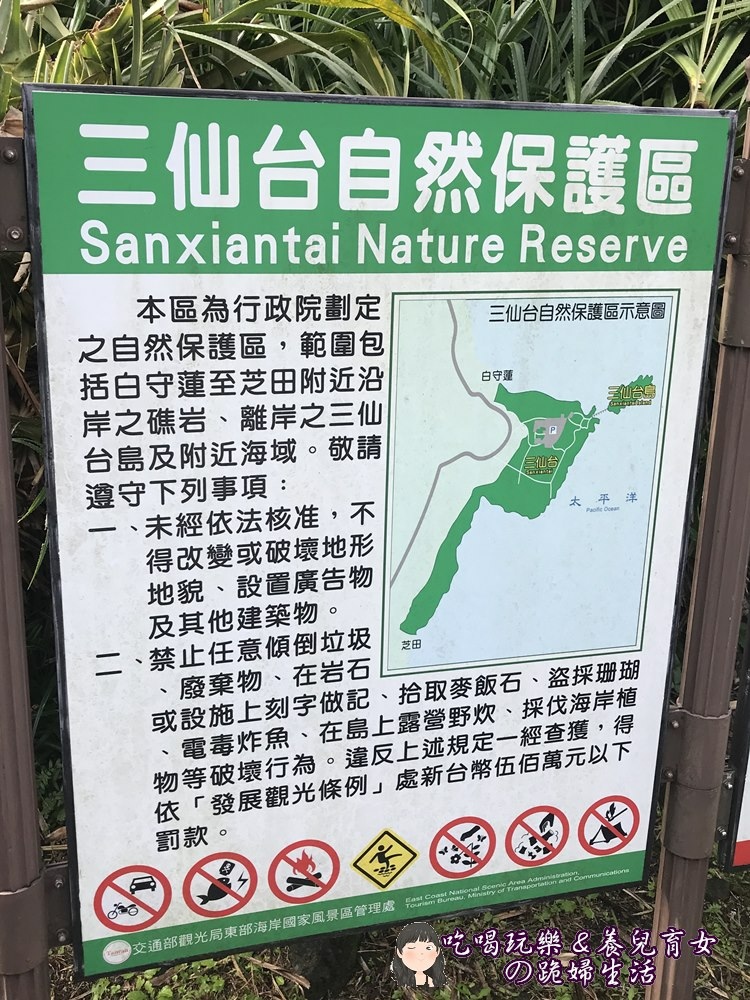 三仙台自然保護區
Sanxiantai Nature Reserve
本區為行政院劃定
之自然保護區，範圍包
括白守蓮至芝田附近沿
岸之礁岩、離岸之三仙
台島及附近海域。敬請
遵守下列事項：
一、未經依法核准，不
得改變或破壞地形
地貌、設置廣告物
及其他建築物。
二、禁止任意傾倒垃圾
、廢棄物、在岩石
或設施上刻字做記、拾取麥飯石、盜採珊瑚
、電毒炸魚、在島上露營野炊、採伐海岸植
物等破壞行為。違反上述規定一經查獲，得
依「發展觀光條例」處新台幣伍佰萬元以下
罰款。
三仙台自然保護區示意圖
白守蓮
三仙台島
Sanxiantai Island
P
三仙台
Sanxiantai
太平洋
Pacific Ocean
芝田
交通部觀光局東部海岸國家風景區管理處
East Coast National Scenic Area Administration,
Tourism Bureau, Ministry of Transportation and Communications
吃喝玩樂＆養兒育女
の跪婦生活